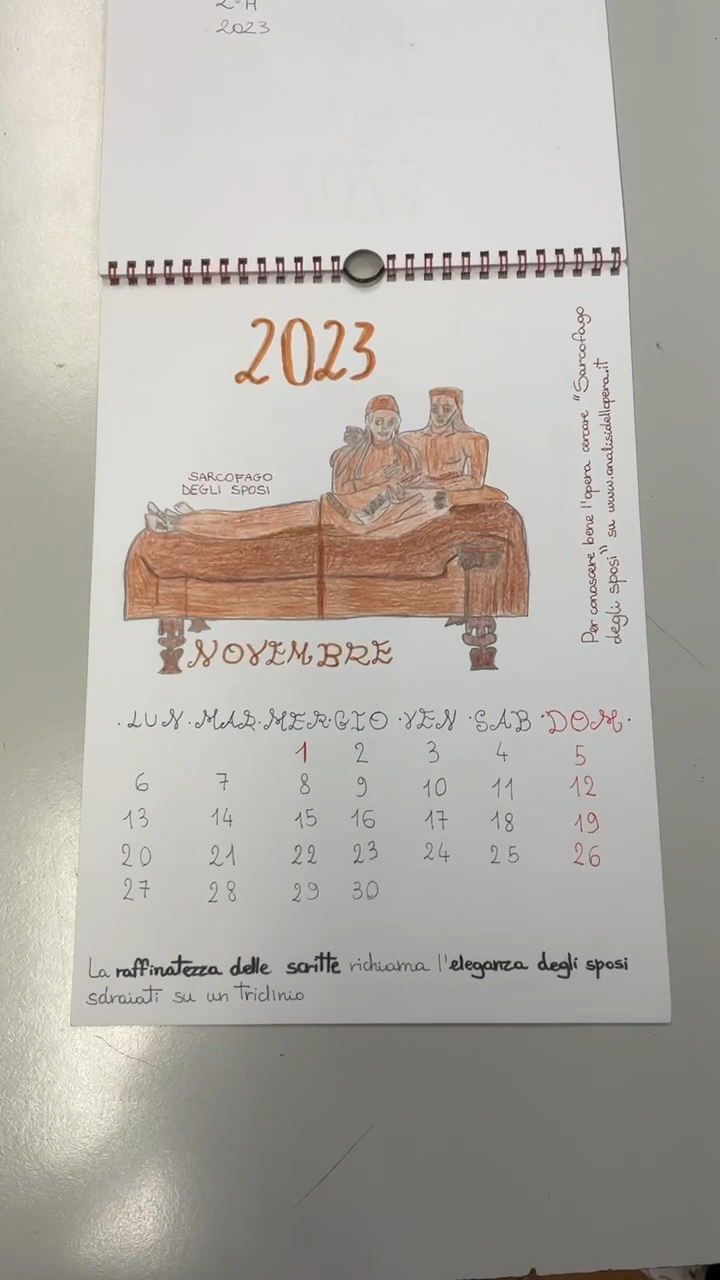 2^A
2023
2023
SARCOFAGO
DEGLI SPOSI
Per conoscere bene l'opera cercare "Sarcofago
degli sposi" su www.analisidellopera.it
NOVEMBRE
·LUN·MAR·MER·GIO·VEN·SAB·DOM·
1 2 3 4 5
6 7 8 9 10 11 12
13 14 15 16 17 18 19
20 21 22 23 24 25 26
27 28 29 30
La raffinatezza delle scritte richiama l'eleganza degli sposi
sdraiati su un triclinio